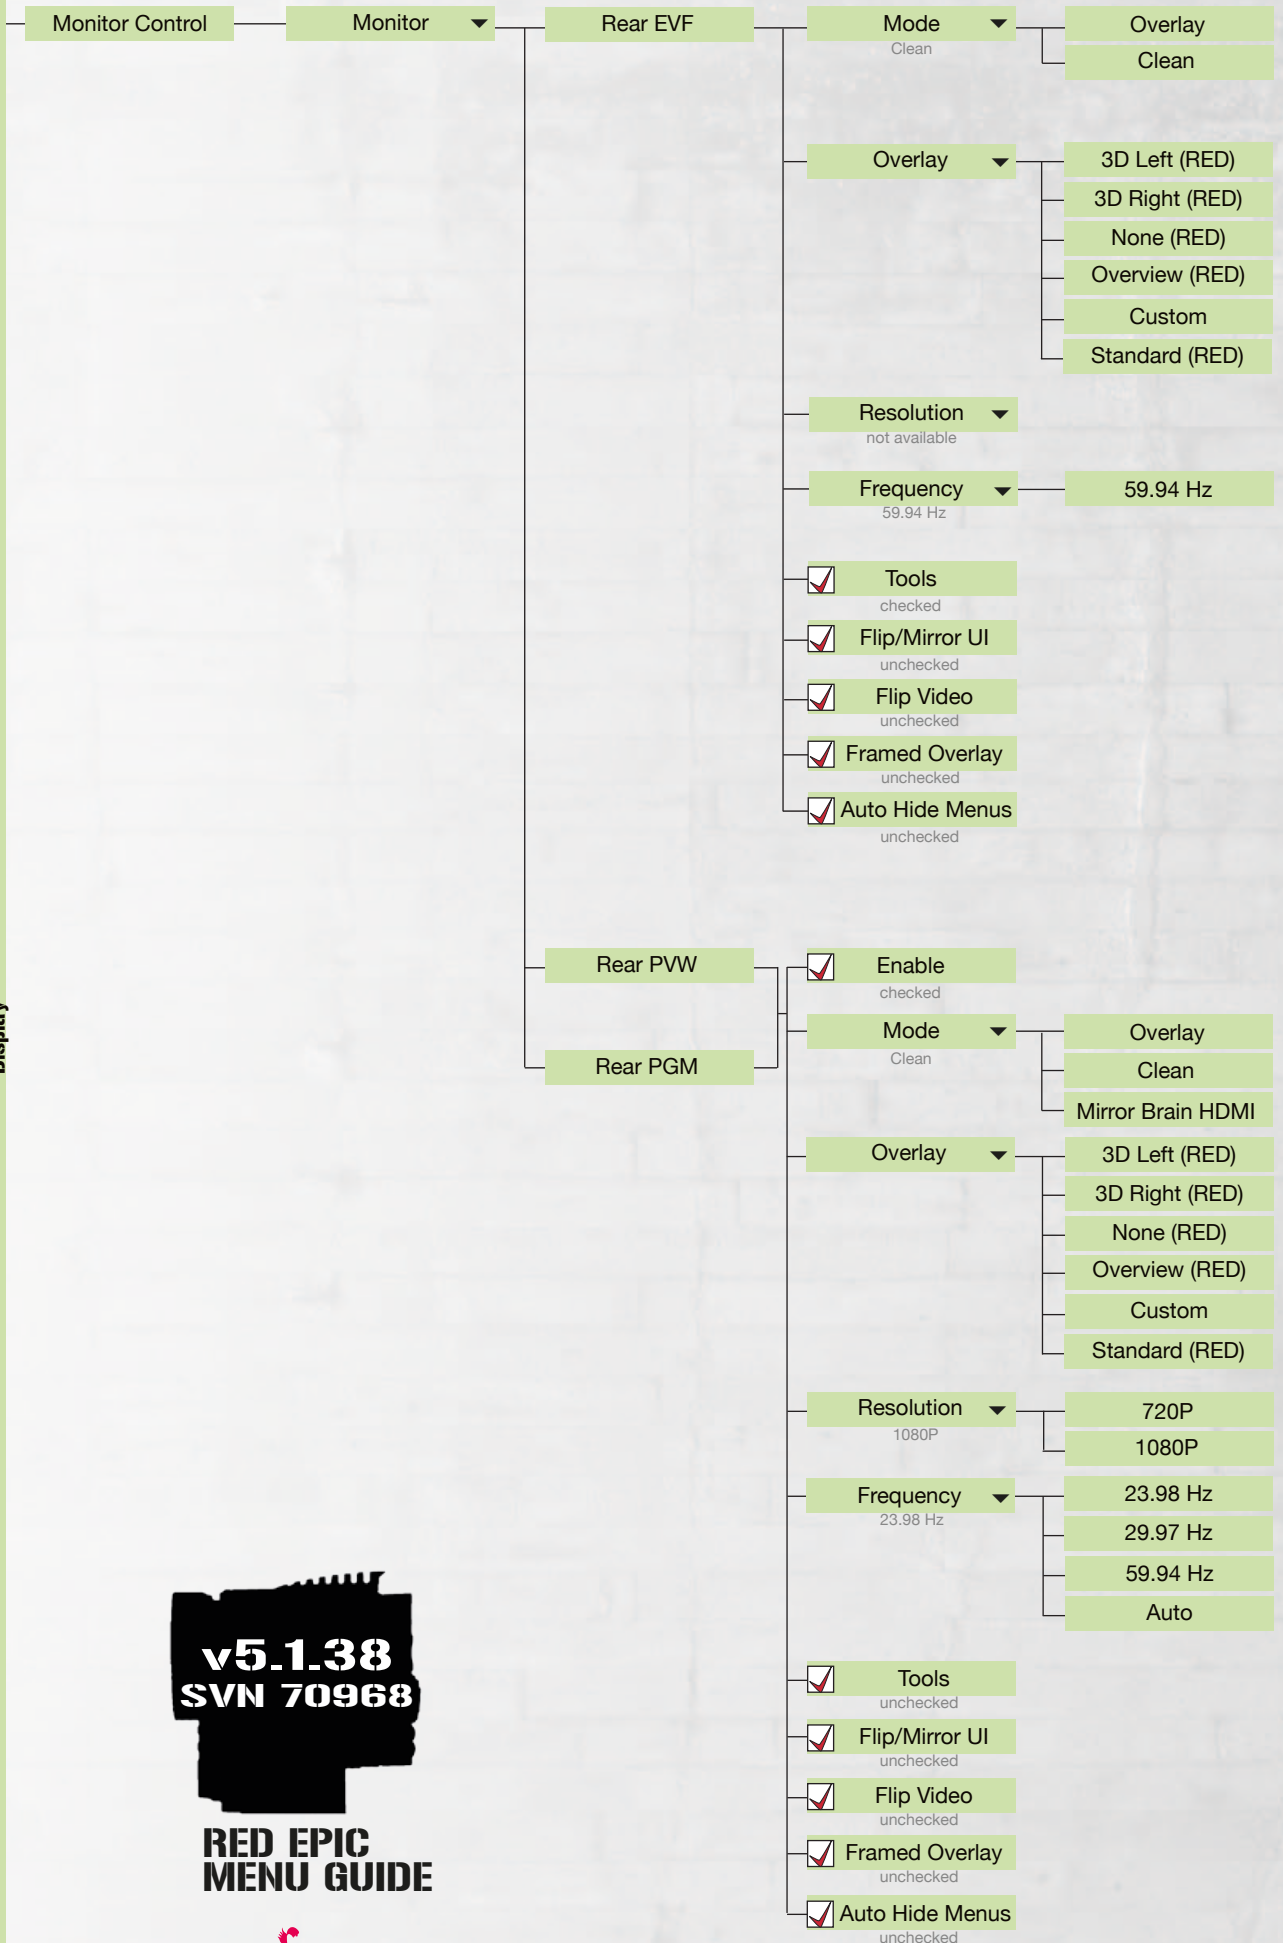 Monitor Control
Monitor
Rear EVF
Mode
Clean
Overlay
Clean
Overlay
3D Left (RED)
3D Right (RED)
None (RED)
Overview (RED)
Custom
Standard (RED)
Resolution
not available
Frequency
59.94 Hz
59.94 Hz
Tools
checked
Flip/Mirror UI
unchecked
Flip Video
unchecked
Framed Overlay
unchecked
Auto Hide Menus
unchecked
Rear PVW
Rear PGM
Enable
checked
Mode
Clean
Overlay
Clean
Mirror Brain HDMI
Overlay
3D Left (RED)
3D Right (RED)
None (RED)
Overview (RED)
Custom
Standard (RED)
Resolution
1080P
720P
1080P
Frequency
23.98 Hz
23.98 Hz
29.97 Hz
59.94 Hz
Auto
Tools
unchecked
Flip/Mirror UI
unchecked
Flip Video
unchecked
Framed Overlay
unchecked
Auto Hide Menus
unchecked
v5.1.38
SVN 70968
RED EPIC
MENU GUIDE